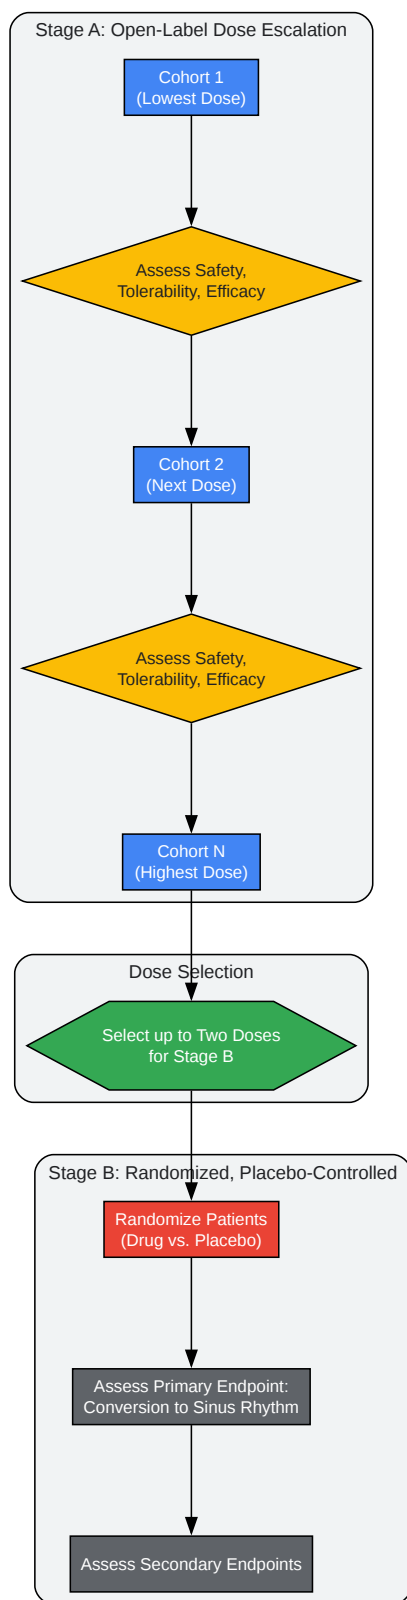 Stage A: Open-Label Dose Escalation
Cohort 1
(Lowest Dose)
Assess Safety,
Tolerability, Efficacy
Cohort 2
(Next Dose)
Assess Safety,
Tolerability, Efficacy
Cohort N
(Highest Dose)
Dose Selection
Select up to Two Doses
for Stage B
Stage B: Randomized, Placebo-Controlled
Randomize Patients
(Drug vs. Placebo)
Assess Primary Endpoint:
Conversion to Sinus Rhythm
Assess Secondary Endpoints